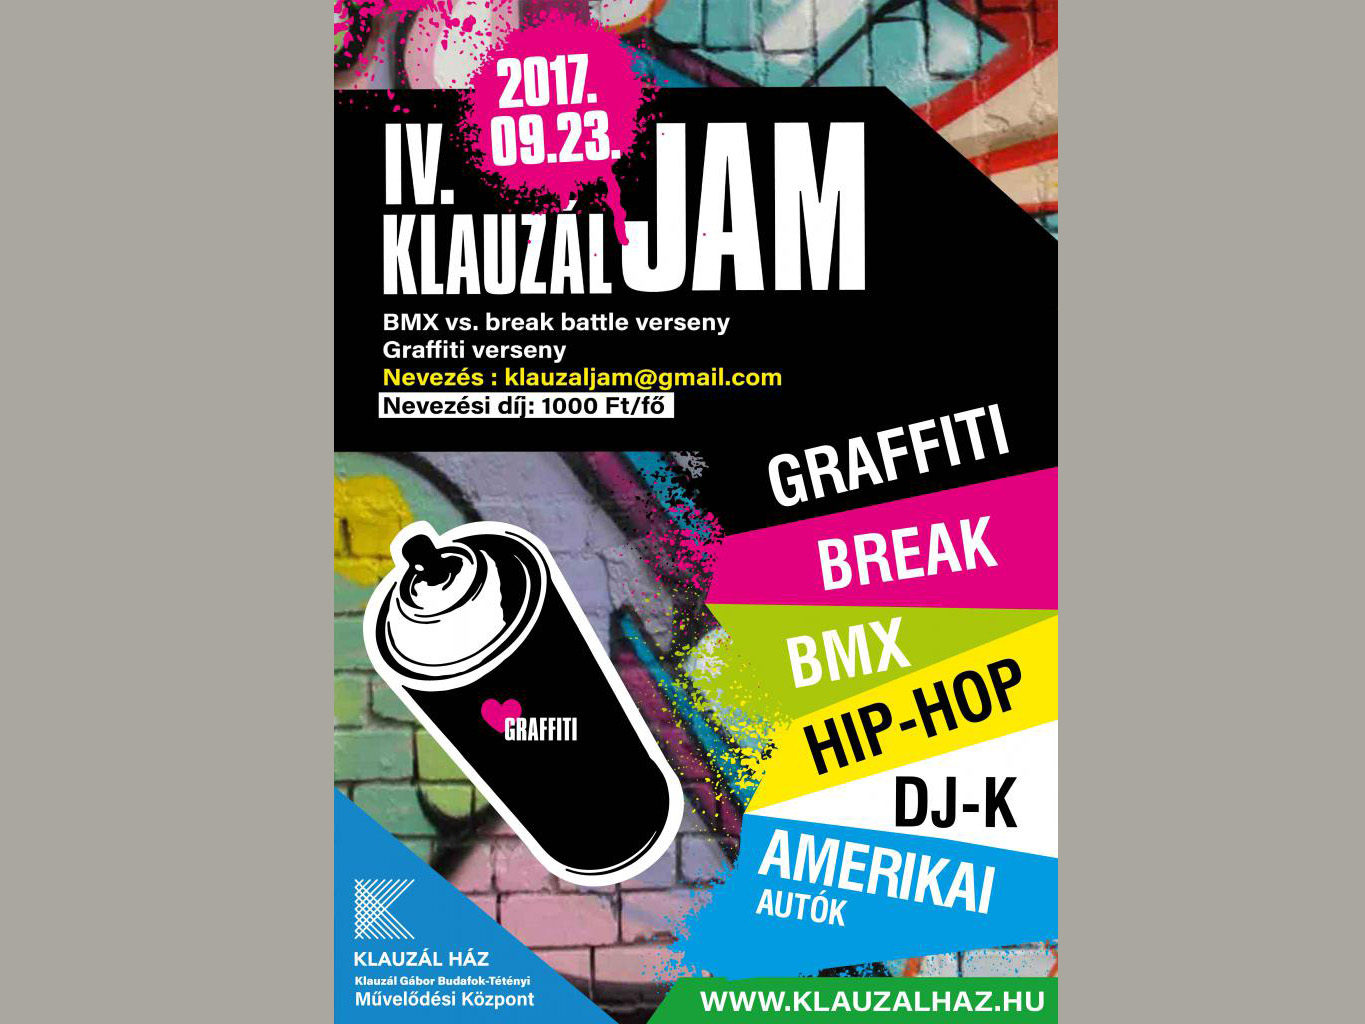 2017.
09.23.
IV.
KLAUZÁL JAM
BMX vs. break battle verseny
Graffiti verseny
Nevezés : klauzaljam@gmail.com
Nevezési díj: 1000 Ft/fő
GRAFFITI
BREAK
BMX
HIP-HOP
DJ-K
AMERIKAI
AUTÓK
GRAFFITI
KLAUZÁL HÁZ
Klauzál Gábor Budafok-Tétényi
Művelődési Központ
WWW.KLAUZALHAZ.HU